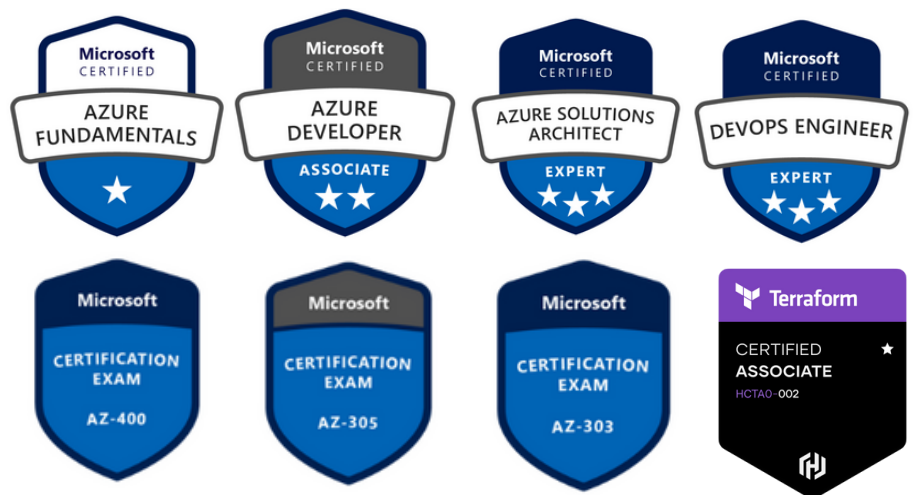 Microsoft
CERTIFIED
AZURE
FUNDAMENTALS
Microsoft
CERTIFIED
AZURE
DEVELOPER
ASSOCIATE
Microsoft
CERTIFIED
AZURE SOLUTIONS
ARCHITECT
EXPERT
Microsoft
CERTIFIED
DEVOPS ENGINEER
EXPERT
Microsoft
CERTIFICATION
EXAM
AZ-400
Microsoft
CERTIFICATION
EXAM
AZ-305
Microsoft
CERTIFICATION
EXAM
AZ-303
Terraform
CERTIFIED
ASSOCIATE
HCTA0-002